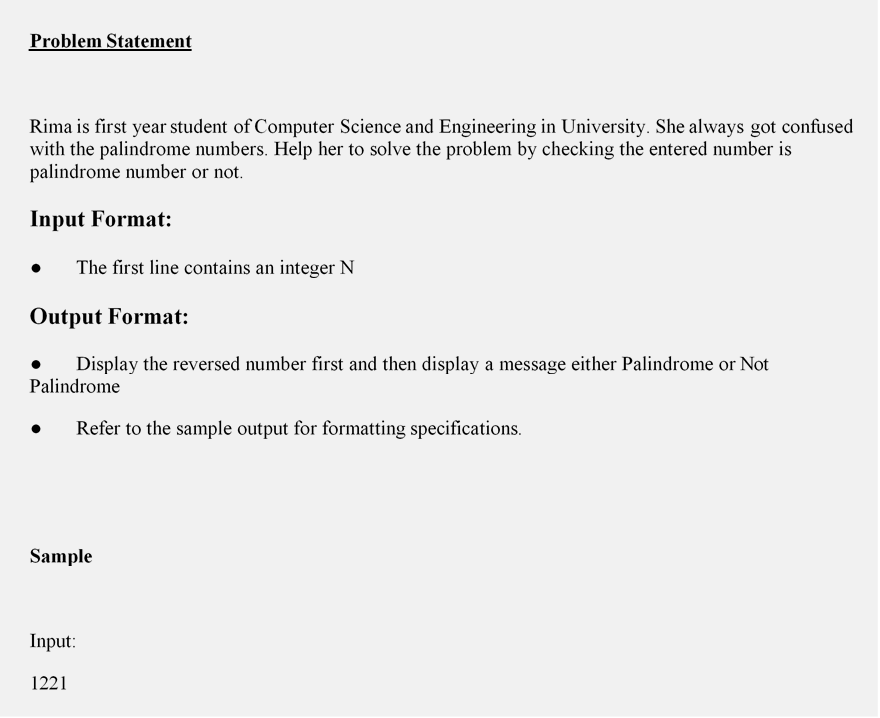 Problem Statement
Rima is first year student of Computer Science and Engineering in University. She always got confused
with the palindrome numbers. Help her to solve the problem by checking the entered number is
palindrome number or not.
Input Format:
● The first line contains an integer N
Output Format:
● Display the reversed number first and then display a message either Palindrome or Not
Palindrome
● Refer to the sample output for formatting specifications.
Sample
Input:
1221